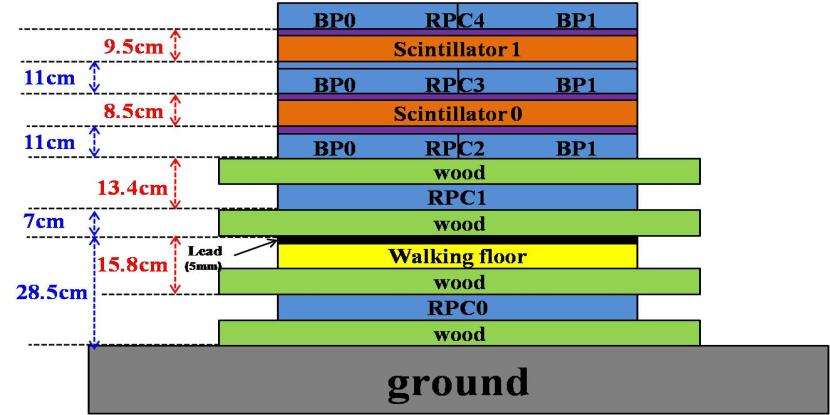 BP0 RPC4 BP1
9.5cm
Scintillator 1
11cm
BP0 RPC3 BP1
8.5cm
Scintillator 0
11cm
BP0 RPC2 BP1
wood
13.4cm
RPC1
7cm
wood
Lead
(5mm)
15.8cm
Walking floor
wood
28.5cm
RPC0
wood
ground